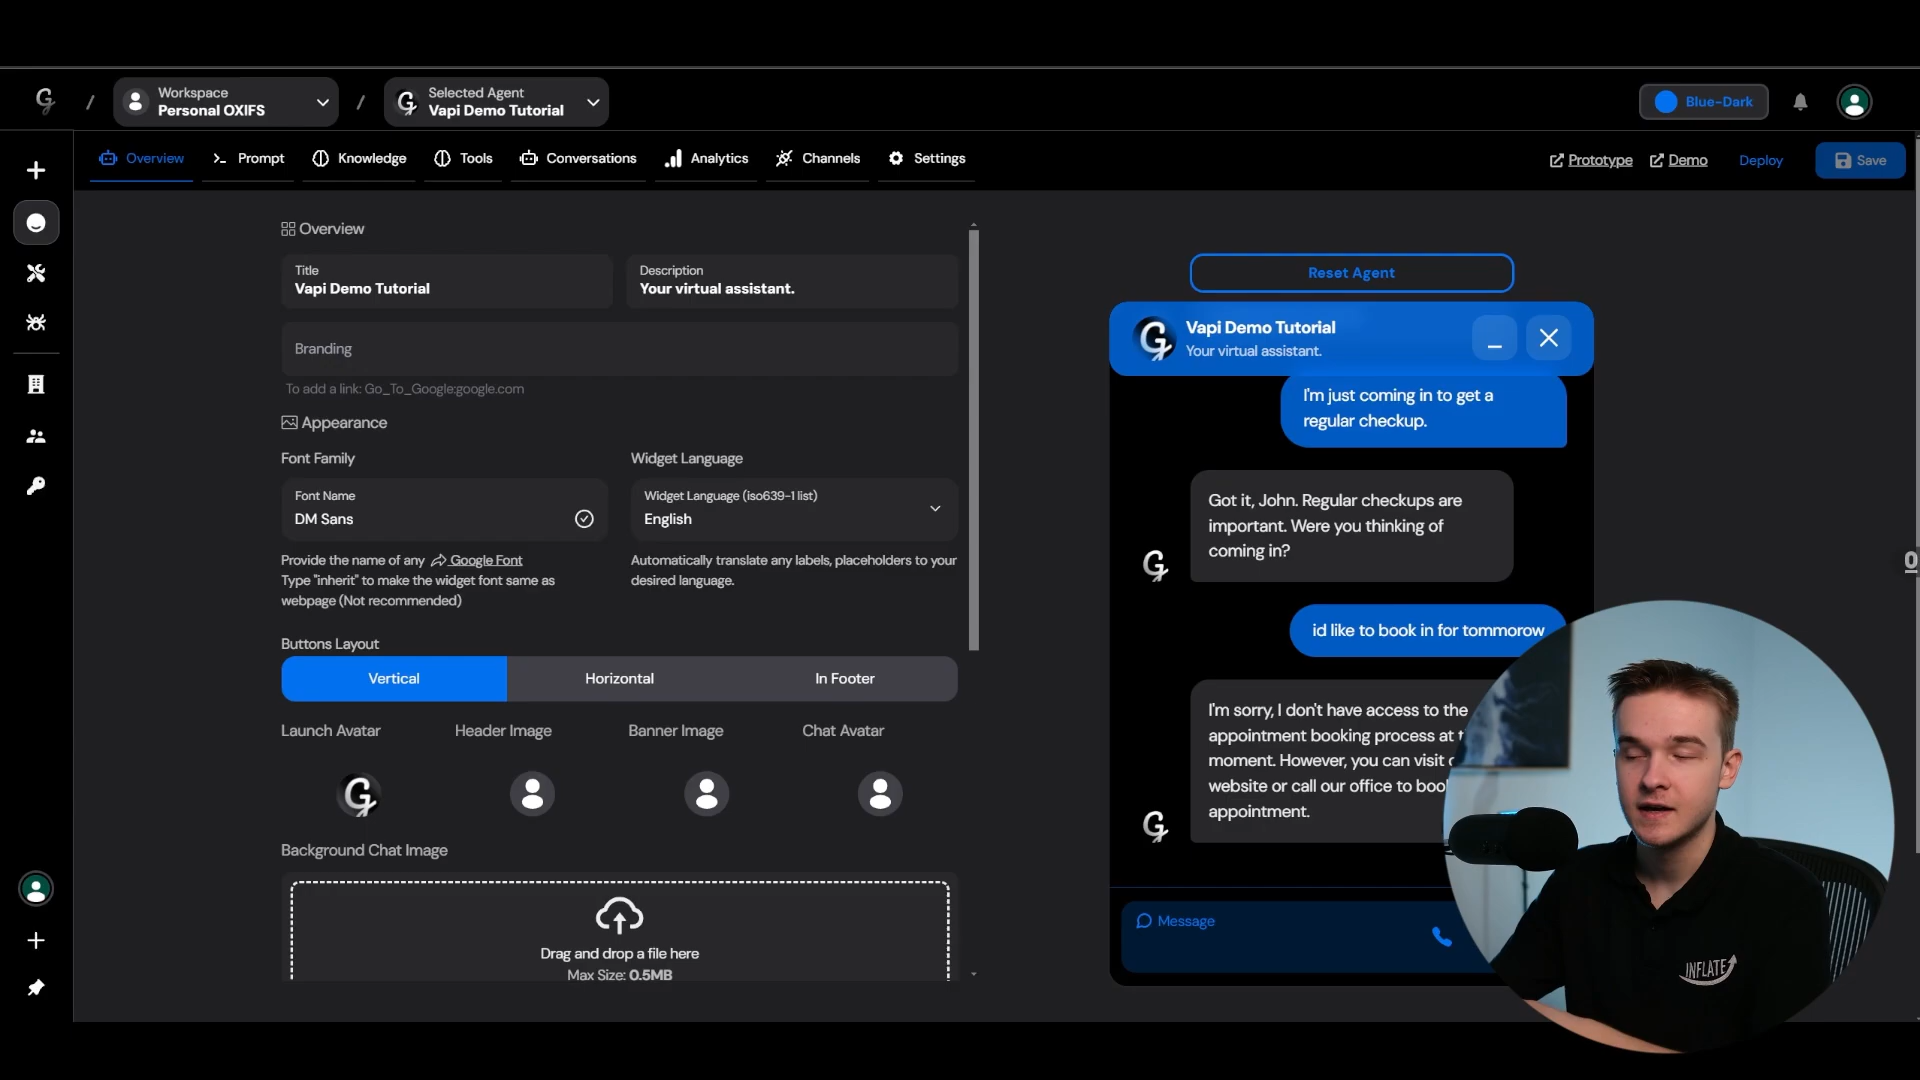 Workspace
Personal OXIFS
Selected Agent
Vapi Demo Tutorial
Blue-Dark
Overview
Prompt
Knowledge
Tools
Conversations
Analytics
Channels
Settings
Prototype
Demo
Deploy
Save
Overview
Title
Vapi Demo Tutorial
Description
Your virtual assistant.
Branding
To add a link: Go_To_Google:google.com
Appearance
Font Family
Font Name
DM Sans
Provide the name of any Google Font
Type "inherit" to make the widget font same as
webpage (Not recommended)
Widget Language
Widget Language (iso639-1 list)
English
Automatically translate any labels, placeholders to your
desired language.
Buttons Layout
Vertical
Horizontal
In Footer
Launch Avatar
Header Image
Banner Image
Chat Avatar
Background Chat Image
Drag and drop a file here
Max Size: 0.5MB
Reset Agent
Vapi Demo Tutorial
Your virtual assistant.
I'm just coming in to get a
regular checkup.
Got it, John. Regular checkups are
important. Were you thinking of
coming in?
id like to book in for tommorow
I'm sorry, I don't have access to the
appointment booking process at
moment. However, you can visit
website or call our office to
appointment.
Message
INFLATE